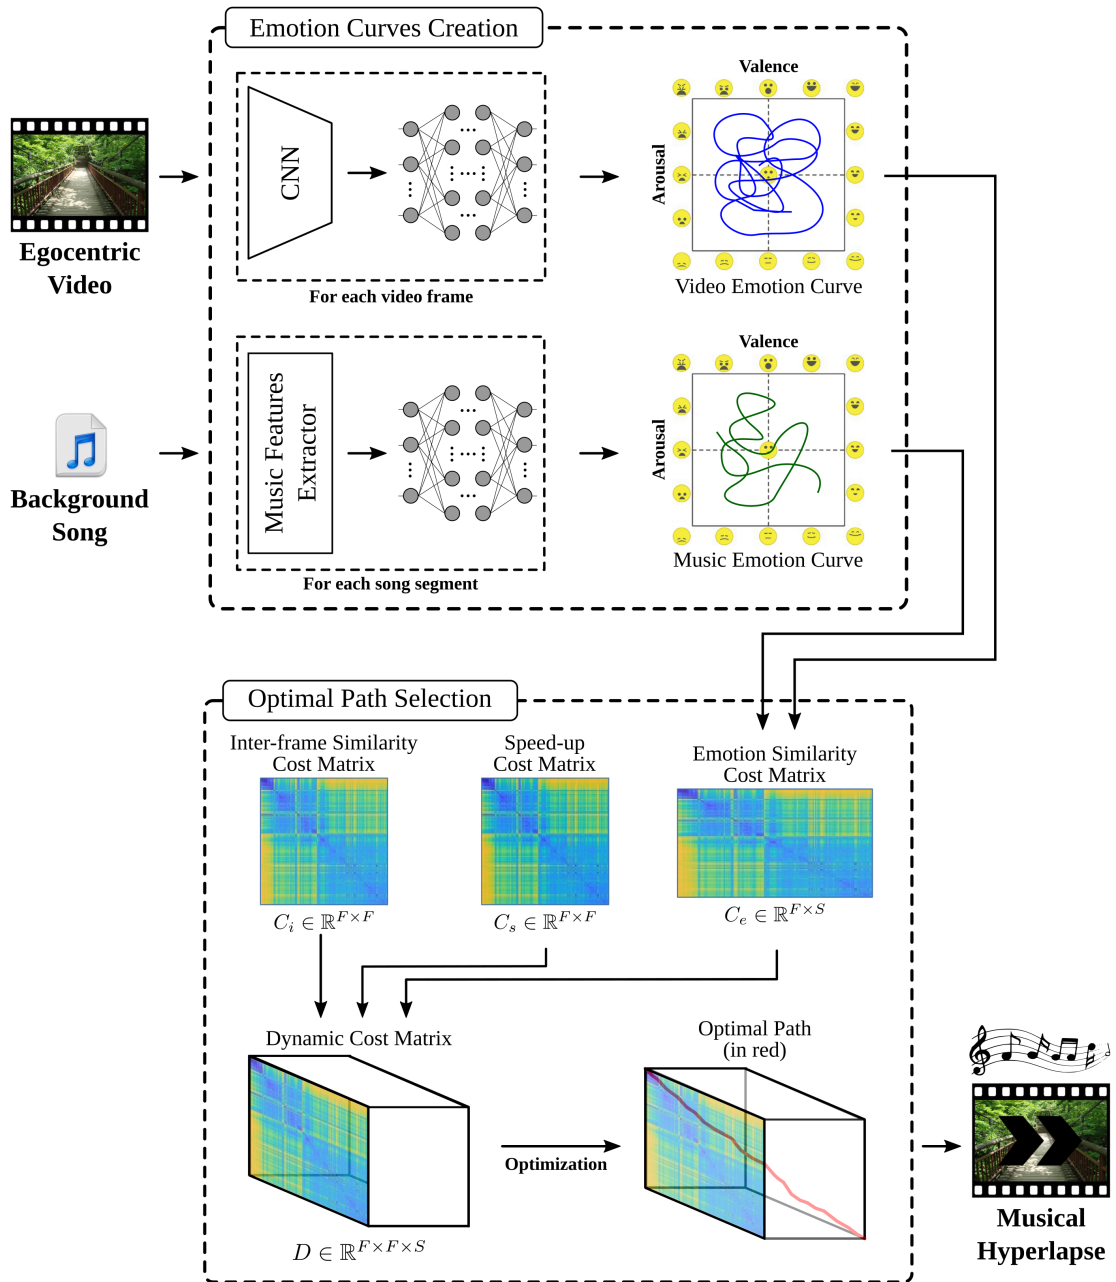 Emotion Curves Creation
Egocentric
Video
CNN
For each video frame
Valence
Arousal
Video Emotion Curve
Background
Song
Music Features
Extractor
For each song segment
Valence
Arousal
Music Emotion Curve
Optimal Path Selection
Inter-frame Similarity
Cost Matrix
C_i ∈ ℝ^{F×F}
Speed-up
Cost Matrix
C_s ∈ ℝ^{F×F}
Emotion Similarity
Cost Matrix
C_e ∈ ℝ^{F×S}
Dynamic Cost Matrix
D ∈ ℝ^{F×F×S}
Optimization
Optimal Path
(in red)
Musical
Hyperlapse